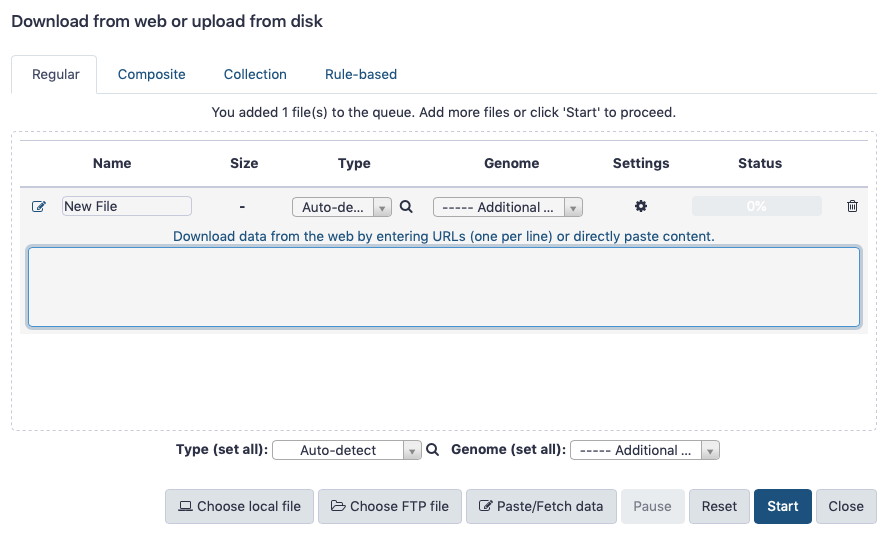 Download from web or upload from disk
Regular Composite Collection Rule-based
You added 1 file(s) to the queue. Add more files or click 'Start' to proceed.
Name Size Type Genome Settings Status
New File - Auto-de... ----- Additional ... 0%
Download data from the web by entering URLs (one per line) or directly paste content.
Type (set all): Auto-detect Genome (set all): ----- Additional ...
Choose local file Choose FTP file Paste/Fetch data Pause Reset Start Close